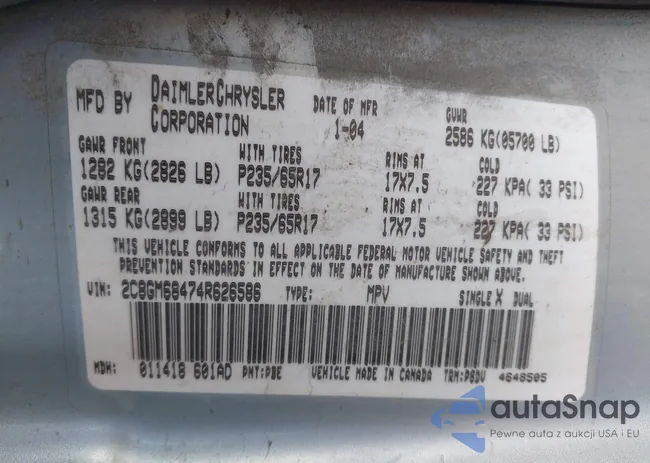 MFD BY DAIMLERCHRYSLER CORPORATION DATE OF MFR 1-04 GVWR 2586 KG(05700 LB)
GAWR FRONT WITH TIRES RIMS AT COLD
1282 KG(2826 LB) P235/65R17 17X7.5 227 KPA( 33 PSI)
GAWR REAR WITH TIRES RIMS AT COLD
1315 KG(2899 LB) P235/65R17 17X7.5 227 KPA( 33 PSI)
THIS VEHICLE CONFORMS TO ALL APPLICABLE FEDERAL MOTOR VEHICLE SAFETY AND THEFT
PREVENTION STANDARDS IN EFFECT ON THE DATE OF MANUFACTURE SHOWN ABOVE.
VIN: 2C8GM68474R626586 TYPE: MPV SINGLE X DUAL
MDH: 011418 601AD PNT:PBE VEHICLE MADE IN CANADA TRM:P8DV 4648505
autaSnap
Pewne auta z aukcji USA i EU